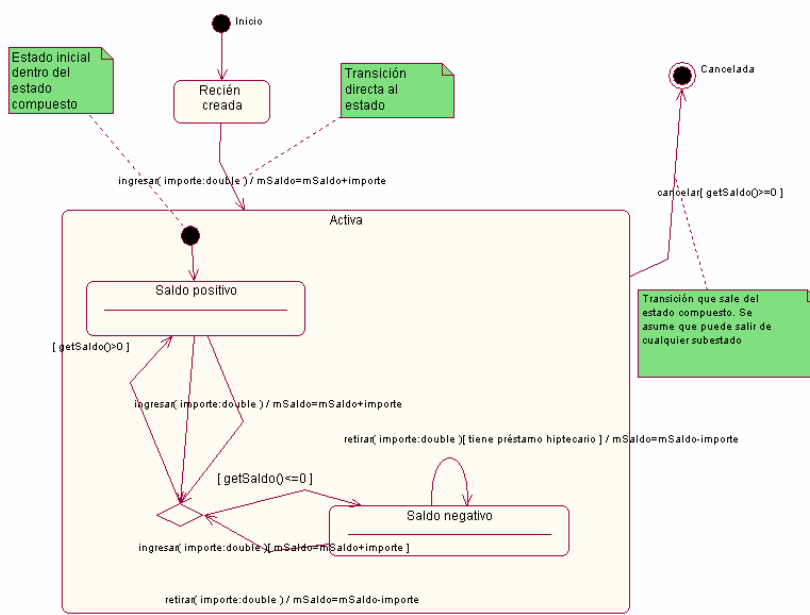 Inicio
Estado inicial
dentro del
estado
compuesto
Recién
creada
Transición
directa al
estado
Cancelada
ingresar( importe:double ) / mSaldo=mSaldo+importe
cancelar[ getSaldo()>=0 ]
Activa
Saldo positivo
Transición que sale del
estado compuesto. Se
asume que puede salir de
cualquier subestado
[ getSaldo()>0 ]
ingresar( importe:double ) / mSaldo=mSaldo+importe
retirar( importe:double )[ tiene préstamo hiptecario ] / mSaldo=mSaldo-importe
[ getSaldo()<=0 ]
Saldo negativo
ingresar( importe:double )[ mSaldo=mSaldo+importe ]
retirar( importe:double ) / mSaldo=mSaldo-importe